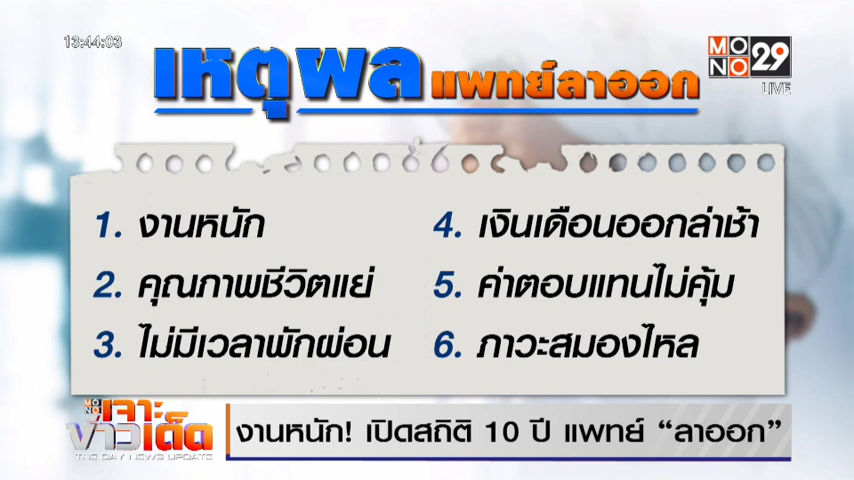 13:44:03
เหตุผลแพทย์ลาออก
MONO 29
LIVE
1. งานหนัก
2. คุณภาพชีวิตแย่
3. ไม่มีเวลาพักผ่อน
4. เงินเดือนออกล่าช้า
5. ค่าตอบแทนไม่คุ้ม
6. ภาวะสมองไหล
MONO
เจาะ
ข่าวเด็ด
THE DAY NEWS UPDATE
งานหนัก! เปิดสถิติ 10 ปี แพทย์ “ลาออก”